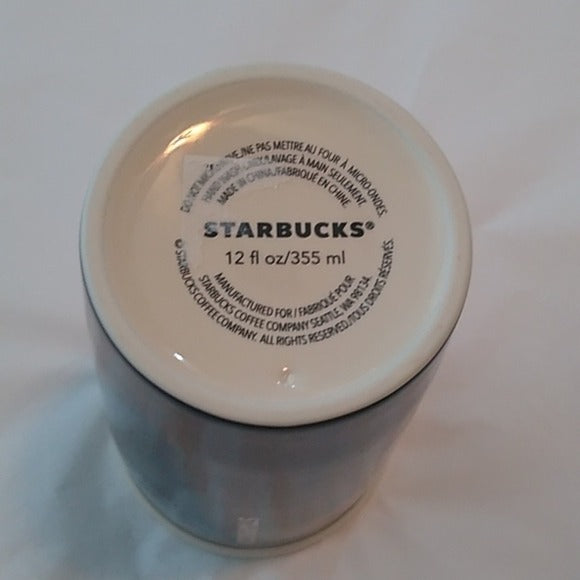 DO NOT MICROWAVE./NE PAS METTRE AU FOUR À MICRO-ONDES.
HAND WASH ONLY./LAVAGE À MAIN SEULEMENT.
MADE IN CHINA./FABRIQUÉ EN CHINE.
STARBUCKS®
12 fl oz/355 ml
MANUFACTURED FOR / FABRIQUÉ POUR
STARBUCKS COFFEE COMPANY SEATTLE, WA 98134.
© STARBUCKS COFFEE COMPANY. ALL RIGHTS RESERVED./TOUS DROITS RÉSERVÉS.